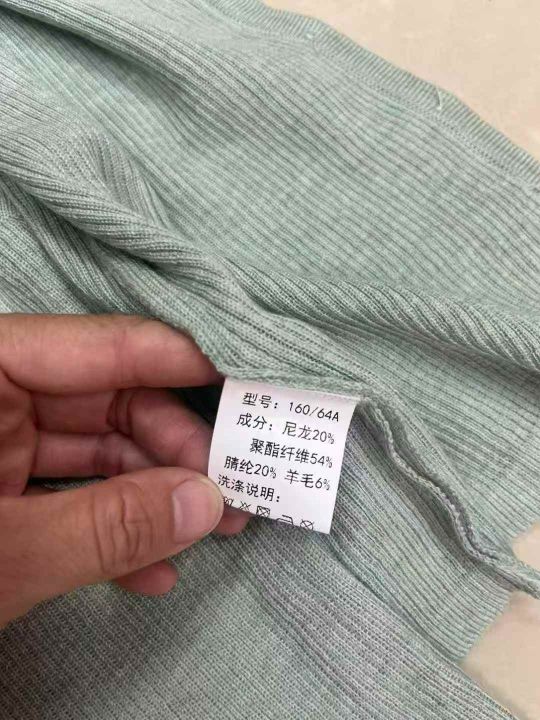 型号: 160/64A
成分: 尼龙20%
聚酯纤维54%
腈纶20% 羊毛6%
洗涤说明: